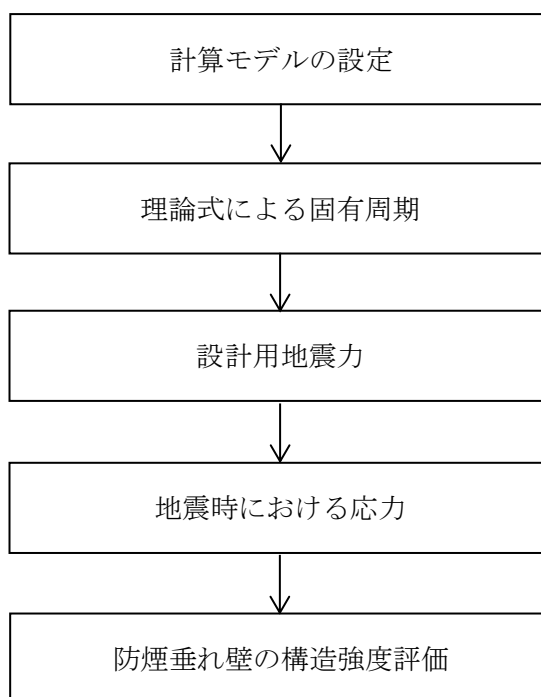 計算モデルの設定
理論式による固有周期
設計用地震力
地震時における応力
防煙垂れ壁の構造強度評価